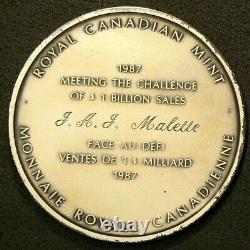 ROYAL CANADIAN MINT
1987
MEETING THE CHALLENGE
OF $1 BILLION SALES
J. A. J. Malette
FACE AU DÉFI
VENTES DE 1$ MILLIARD
1987
MONNAIE ROYALE CANADIENNE